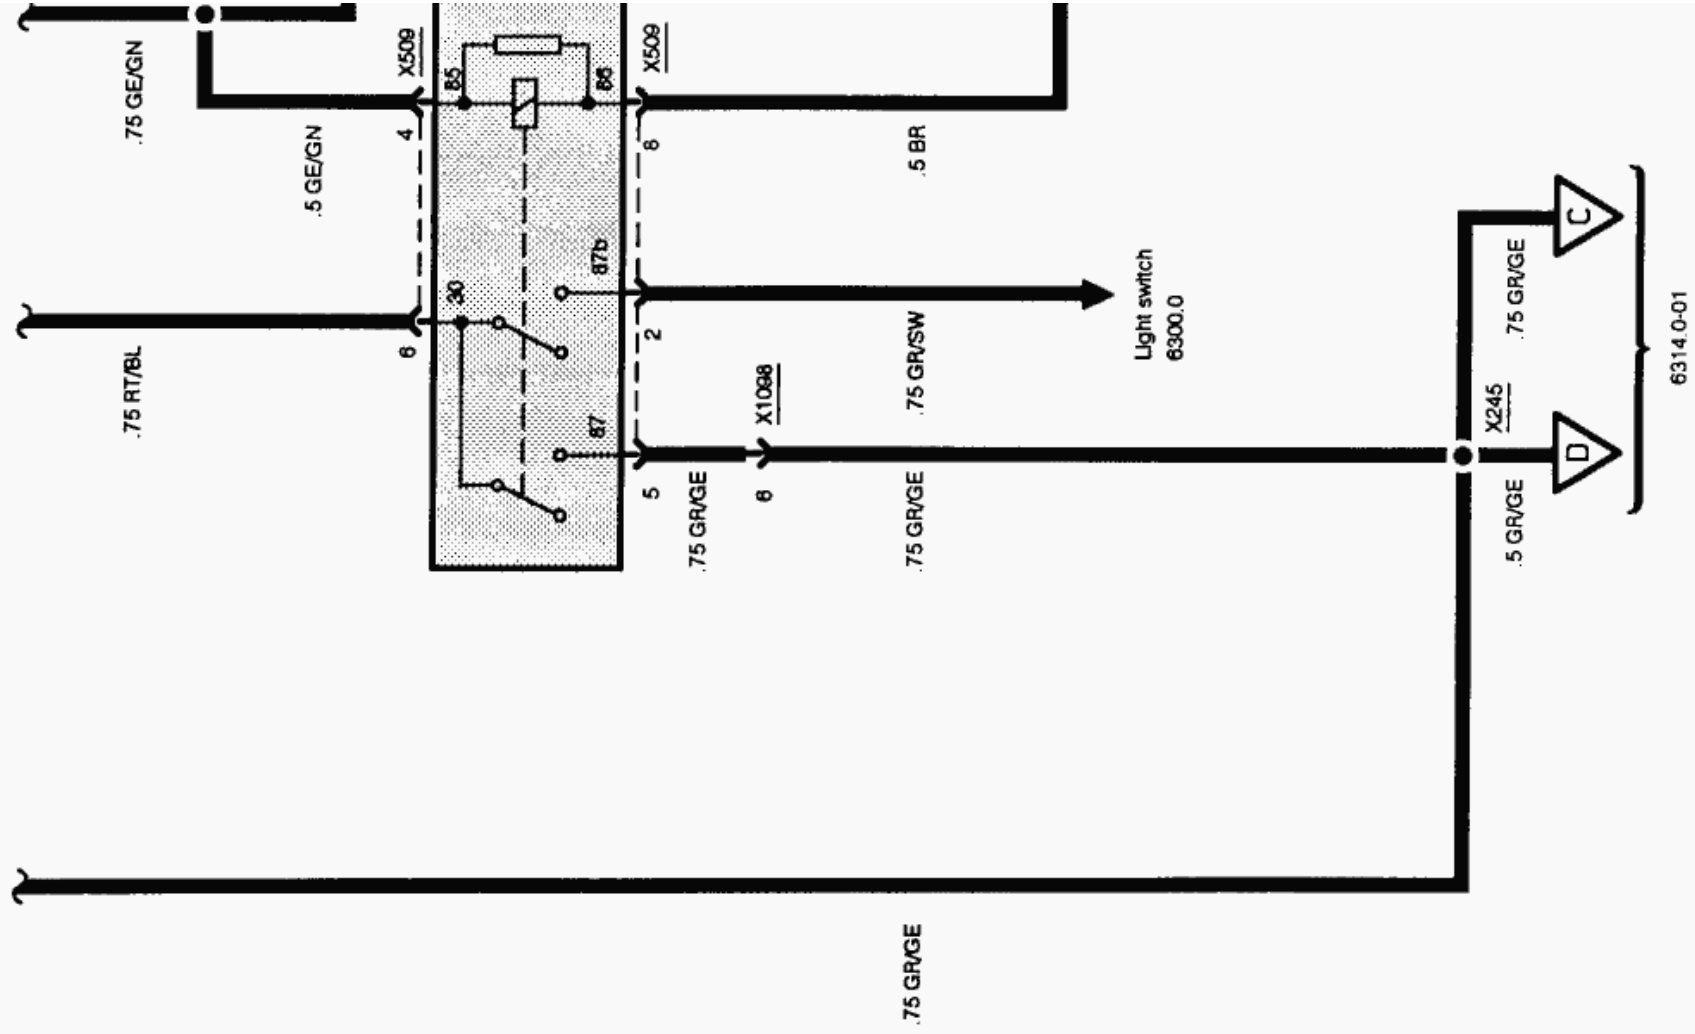 .75 GE/GN
.5 GE/GN
X509
4
85
86
X509
8
.5 BR
.75 RT/BL
6
30
87b
2
.75 GR/SW
Light switch
6300.0
87
5
.75 GR/GE
X1098
6
.75 GR/GE
X245
.75 GR/GE
C
.5 GR/GE
D
6314.0-01
.75 GR/GE